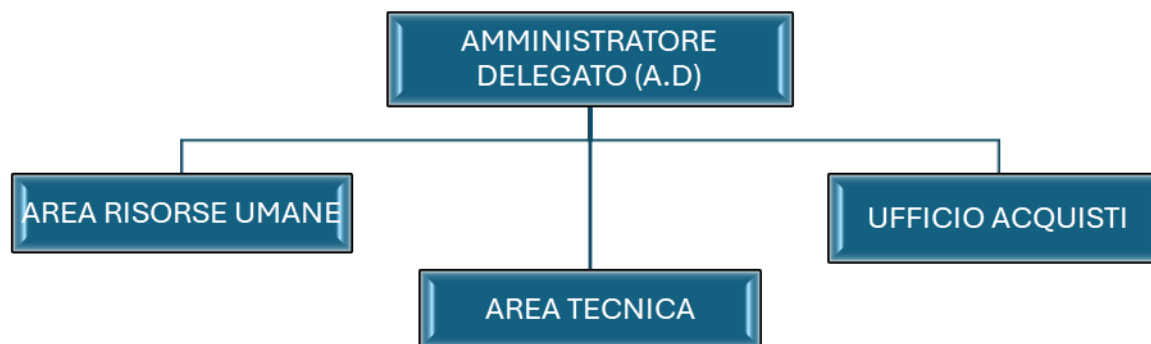 AMMINISTRATORE
DELEGATO (A.D)
AREA RISORSE UMANE
UFFICIO ACQUISTI
AREA TECNICA